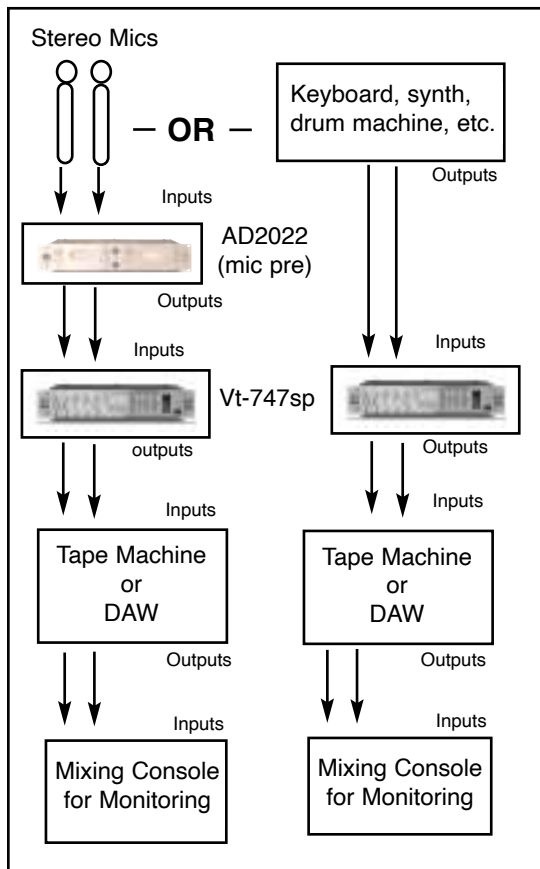 Stereo Mics
– OR –
Keyboard, synth,
drum machine, etc.
Outputs
Inputs
AD2022
(mic pre)
Outputs
Inputs
Vt-747sp
outputs
Inputs
Tape Machine
or
DAW
Outputs
Inputs
Mixing Console
for Monitoring
Inputs
Outputs
Inputs
Tape Machine
or
DAW
Outputs
Inputs
Mixing Console
for Monitoring